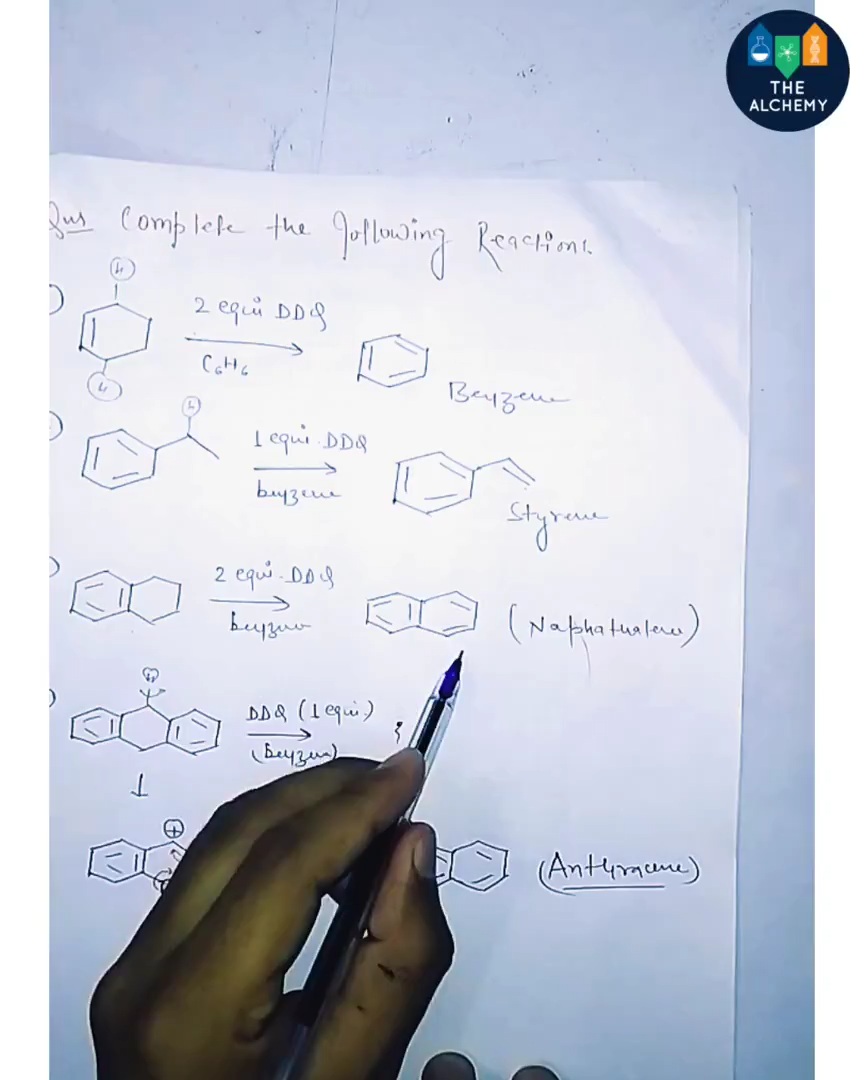 THE
ALCHEMY
Qus Complete the following Reactions.
H
2 equi DDQ
C6H6
H
Benzene
H
1 equi. DDQ
benzene
Styrene
2 equi. DDQ
benzene
(Naphathalene)
H
DDQ (1 equi)
(Benzene)
+
(Anthracene)